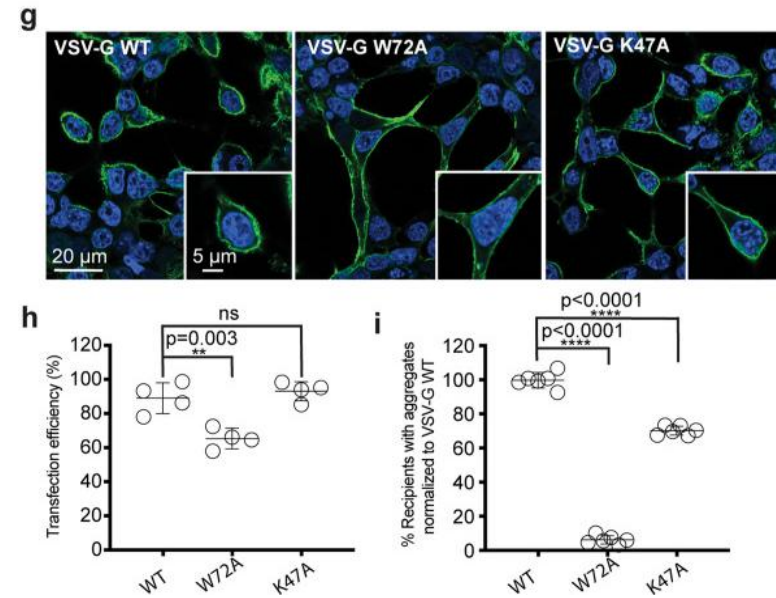 g
VSV-G WT
VSV-G W72A
VSV-G K47A
20 µm
5 µm
h
ns
p=0.003
**
Transfection efficiency (%)
120
100
80
60
40
20
0
WT
W72A
K47A
i
p<0.0001
****
p<0.0001
****
% Recipients with aggregates
normalized to VSV-G WT
120
100
80
60
40
20
0
WT
W72A
K47A